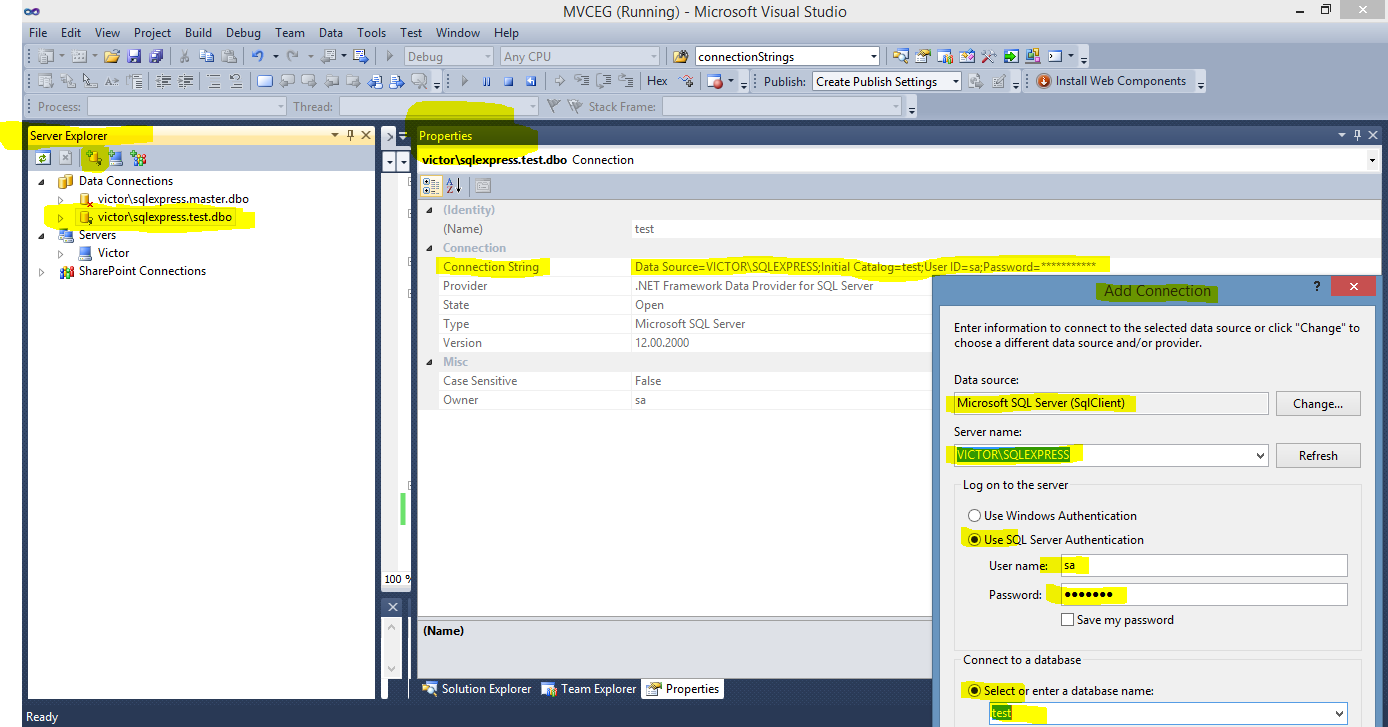 MVCEG (Running) - Microsoft Visual Studio
File Edit View Project Build Debug Team Data Tools Test Window Help
Debug Any CPU connectionStrings
Hex Publish: Create Publish Settings Install Web Components
Process: Thread: Stack Frame:
Server Explorer
Data Connections
victor\sqlexpress.master.dbo
victor\sqlexpress.test.dbo
Servers
Victor
SharePoint Connections
100 %
Properties
victor\sqlexpress.test.dbo Connection
(Identity)
(Name) test
Connection
Connection String Data Source=VICTOR\SQLEXPRESS;Initial Catalog=test;User ID=sa;Password=***********
Provider .NET Framework Data Provider for SQL Server
State Open
Type Microsoft SQL Server
Version 12.00.2000
Misc
Case Sensitive False
Owner sa
(Name)
Solution Explorer Team Explorer Properties
Add Connection
Enter information to connect to the selected data source or click "Change" to
choose a different data source and/or provider.
Data source:
Microsoft SQL Server (SqlClient) Change...
Server name:
VICTOR\SQLEXPRESS Refresh
Log on to the server
Use Windows Authentication
Use SQL Server Authentication
User name: sa
Password: ●●●●●●●
Save my password
Connect to a database
Select or enter a database name:
test
Ready